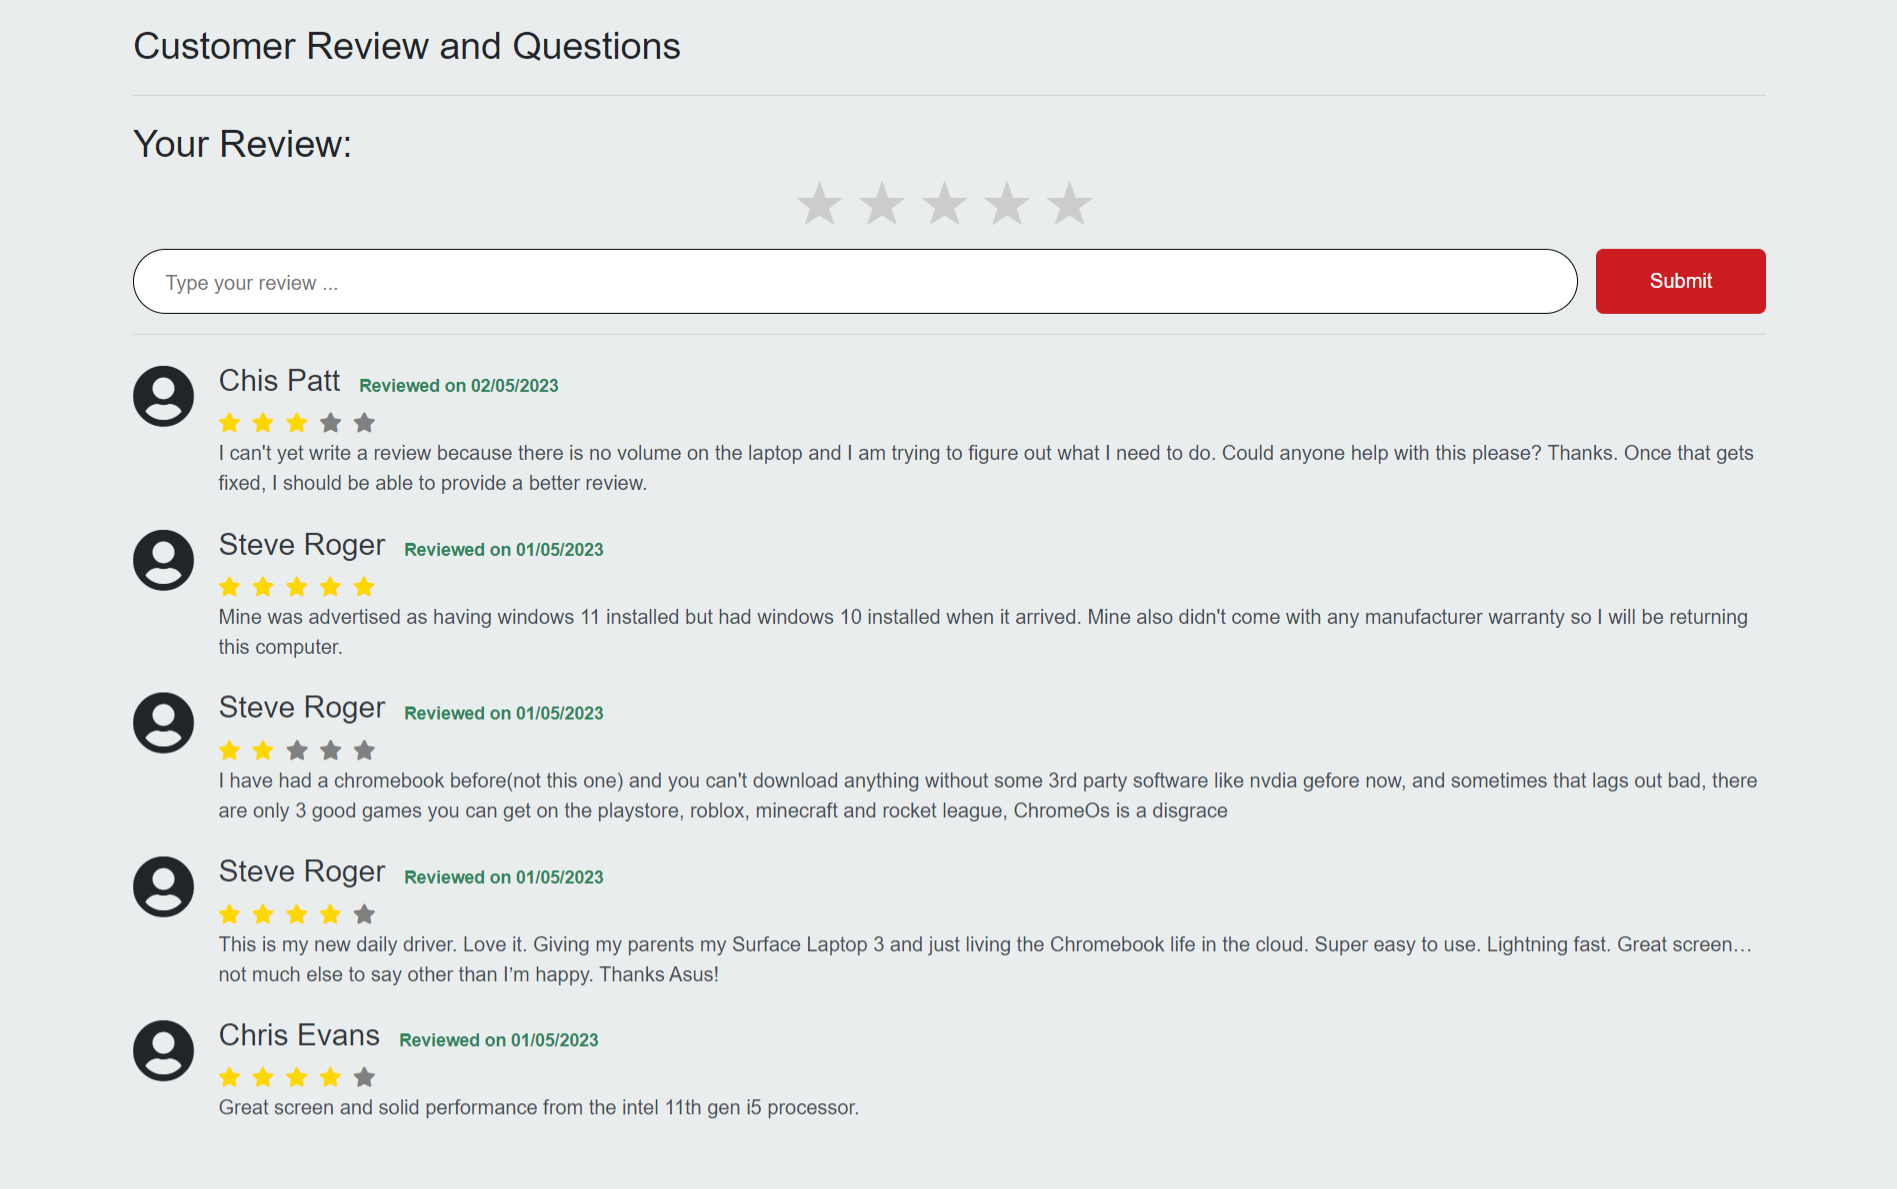 Customer Review and Questions
Your Review:
Type your review ...
Submit
Chis Patt Reviewed on 02/05/2023
I can't yet write a review because there is no volume on the laptop and I am trying to figure out what I need to do. Could anyone help with this please? Thanks. Once that gets
fixed, I should be able to provide a better review.
Steve Roger Reviewed on 01/05/2023
Mine was advertised as having windows 11 installed but had windows 10 installed when it arrived. Mine also didn't come with any manufacturer warranty so I will be returning
this computer.
Steve Roger Reviewed on 01/05/2023
I have had a chromebook before(not this one) and you can't download anything without some 3rd party software like nvdia gefore now, and sometimes that lags out bad, there
are only 3 good games you can get on the playstore, roblox, minecraft and rocket league, ChromeOs is a disgrace
Steve Roger Reviewed on 01/05/2023
This is my new daily driver. Love it. Giving my parents my Surface Laptop 3 and just living the Chromebook life in the cloud. Super easy to use. Lightning fast. Great screen…
not much else to say other than I’m happy. Thanks Asus!
Chris Evans Reviewed on 01/05/2023
Great screen and solid performance from the intel 11th gen i5 processor.